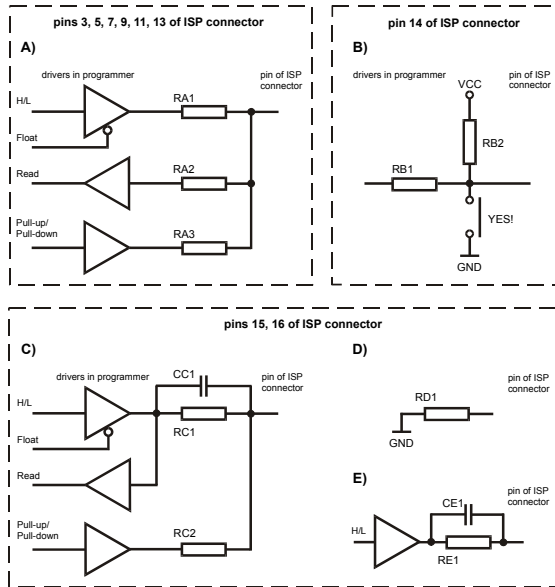 pins 3, 5, 7, 9, 11, 13 of ISP connector
A)
drivers in programmer
pin of ISP
connector
H/L
RA1
Float
Read
RA2
Pull-up/
Pull-down
RA3
pin 14 of ISP connector
B)
drivers in programmer
pin of ISP
connector
VCC
RB2
RB1
YES!
GND
pins 15, 16 of ISP connector
C)
drivers in programmer
CC1
pin of ISP
connector
H/L
RC1
Float
Read
Pull-up/
Pull-down
RC2
D)
pin of ISP
connector
RD1
GND
E)
pin of ISP
connector
CE1
H/L
RE1